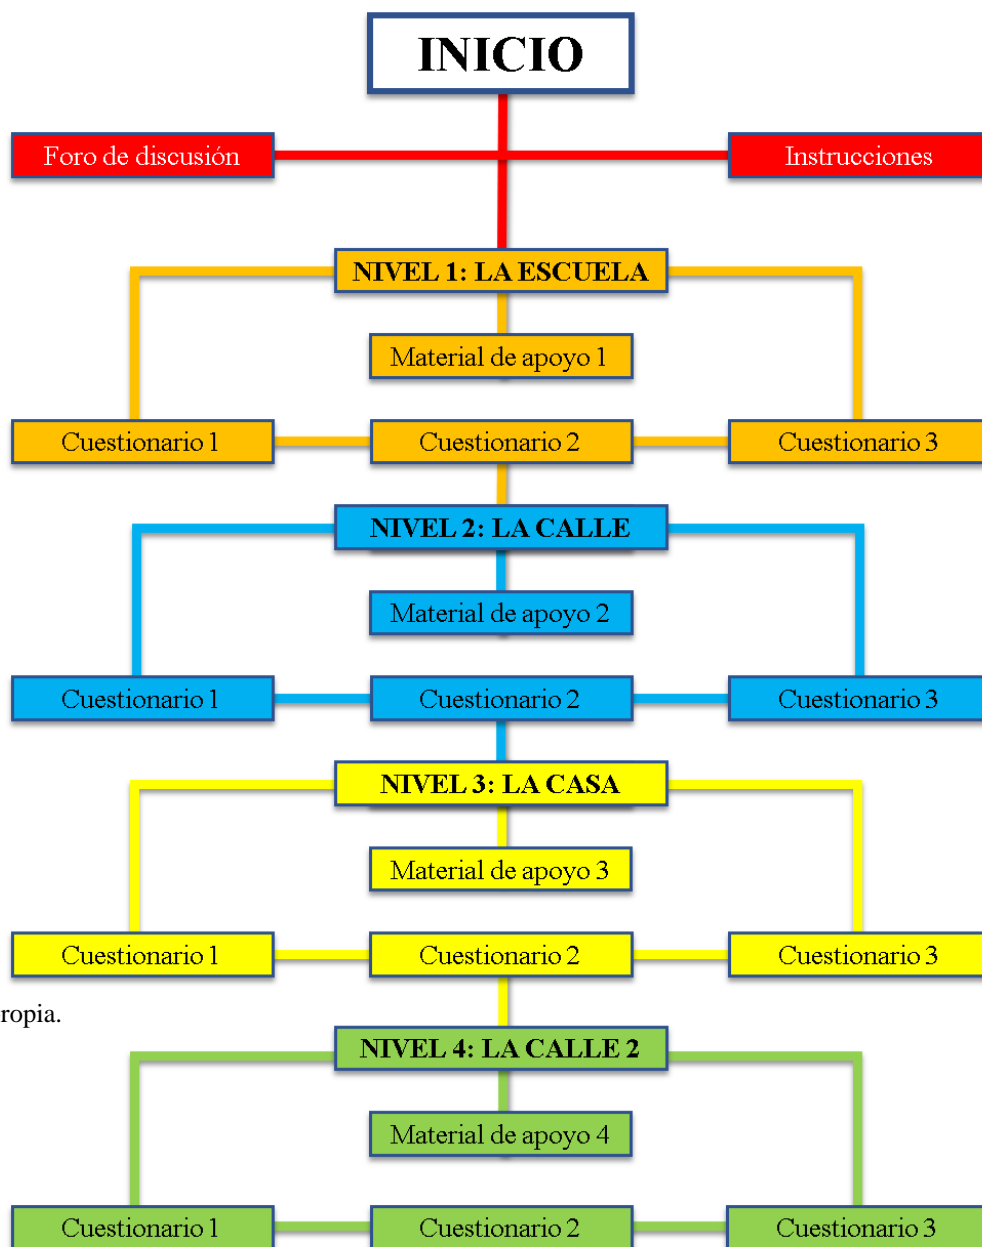 INICIO
Foro de discusión
Instrucciones
NIVEL 1: LA ESCUELA
Material de apoyo 1
Cuestionario 1
Cuestionario 2
Cuestionario 3
NIVEL 2: LA CALLE
Material de apoyo 2
Cuestionario 1
Cuestionario 2
Cuestionario 3
NIVEL 3: LA CASA
Material de apoyo 3
Cuestionario 1
Cuestionario 2
Cuestionario 3
ropia.
NIVEL 4: LA CALLE 2
Material de apoyo 4
Cuestionario 1
Cuestionario 2
Cuestionario 3